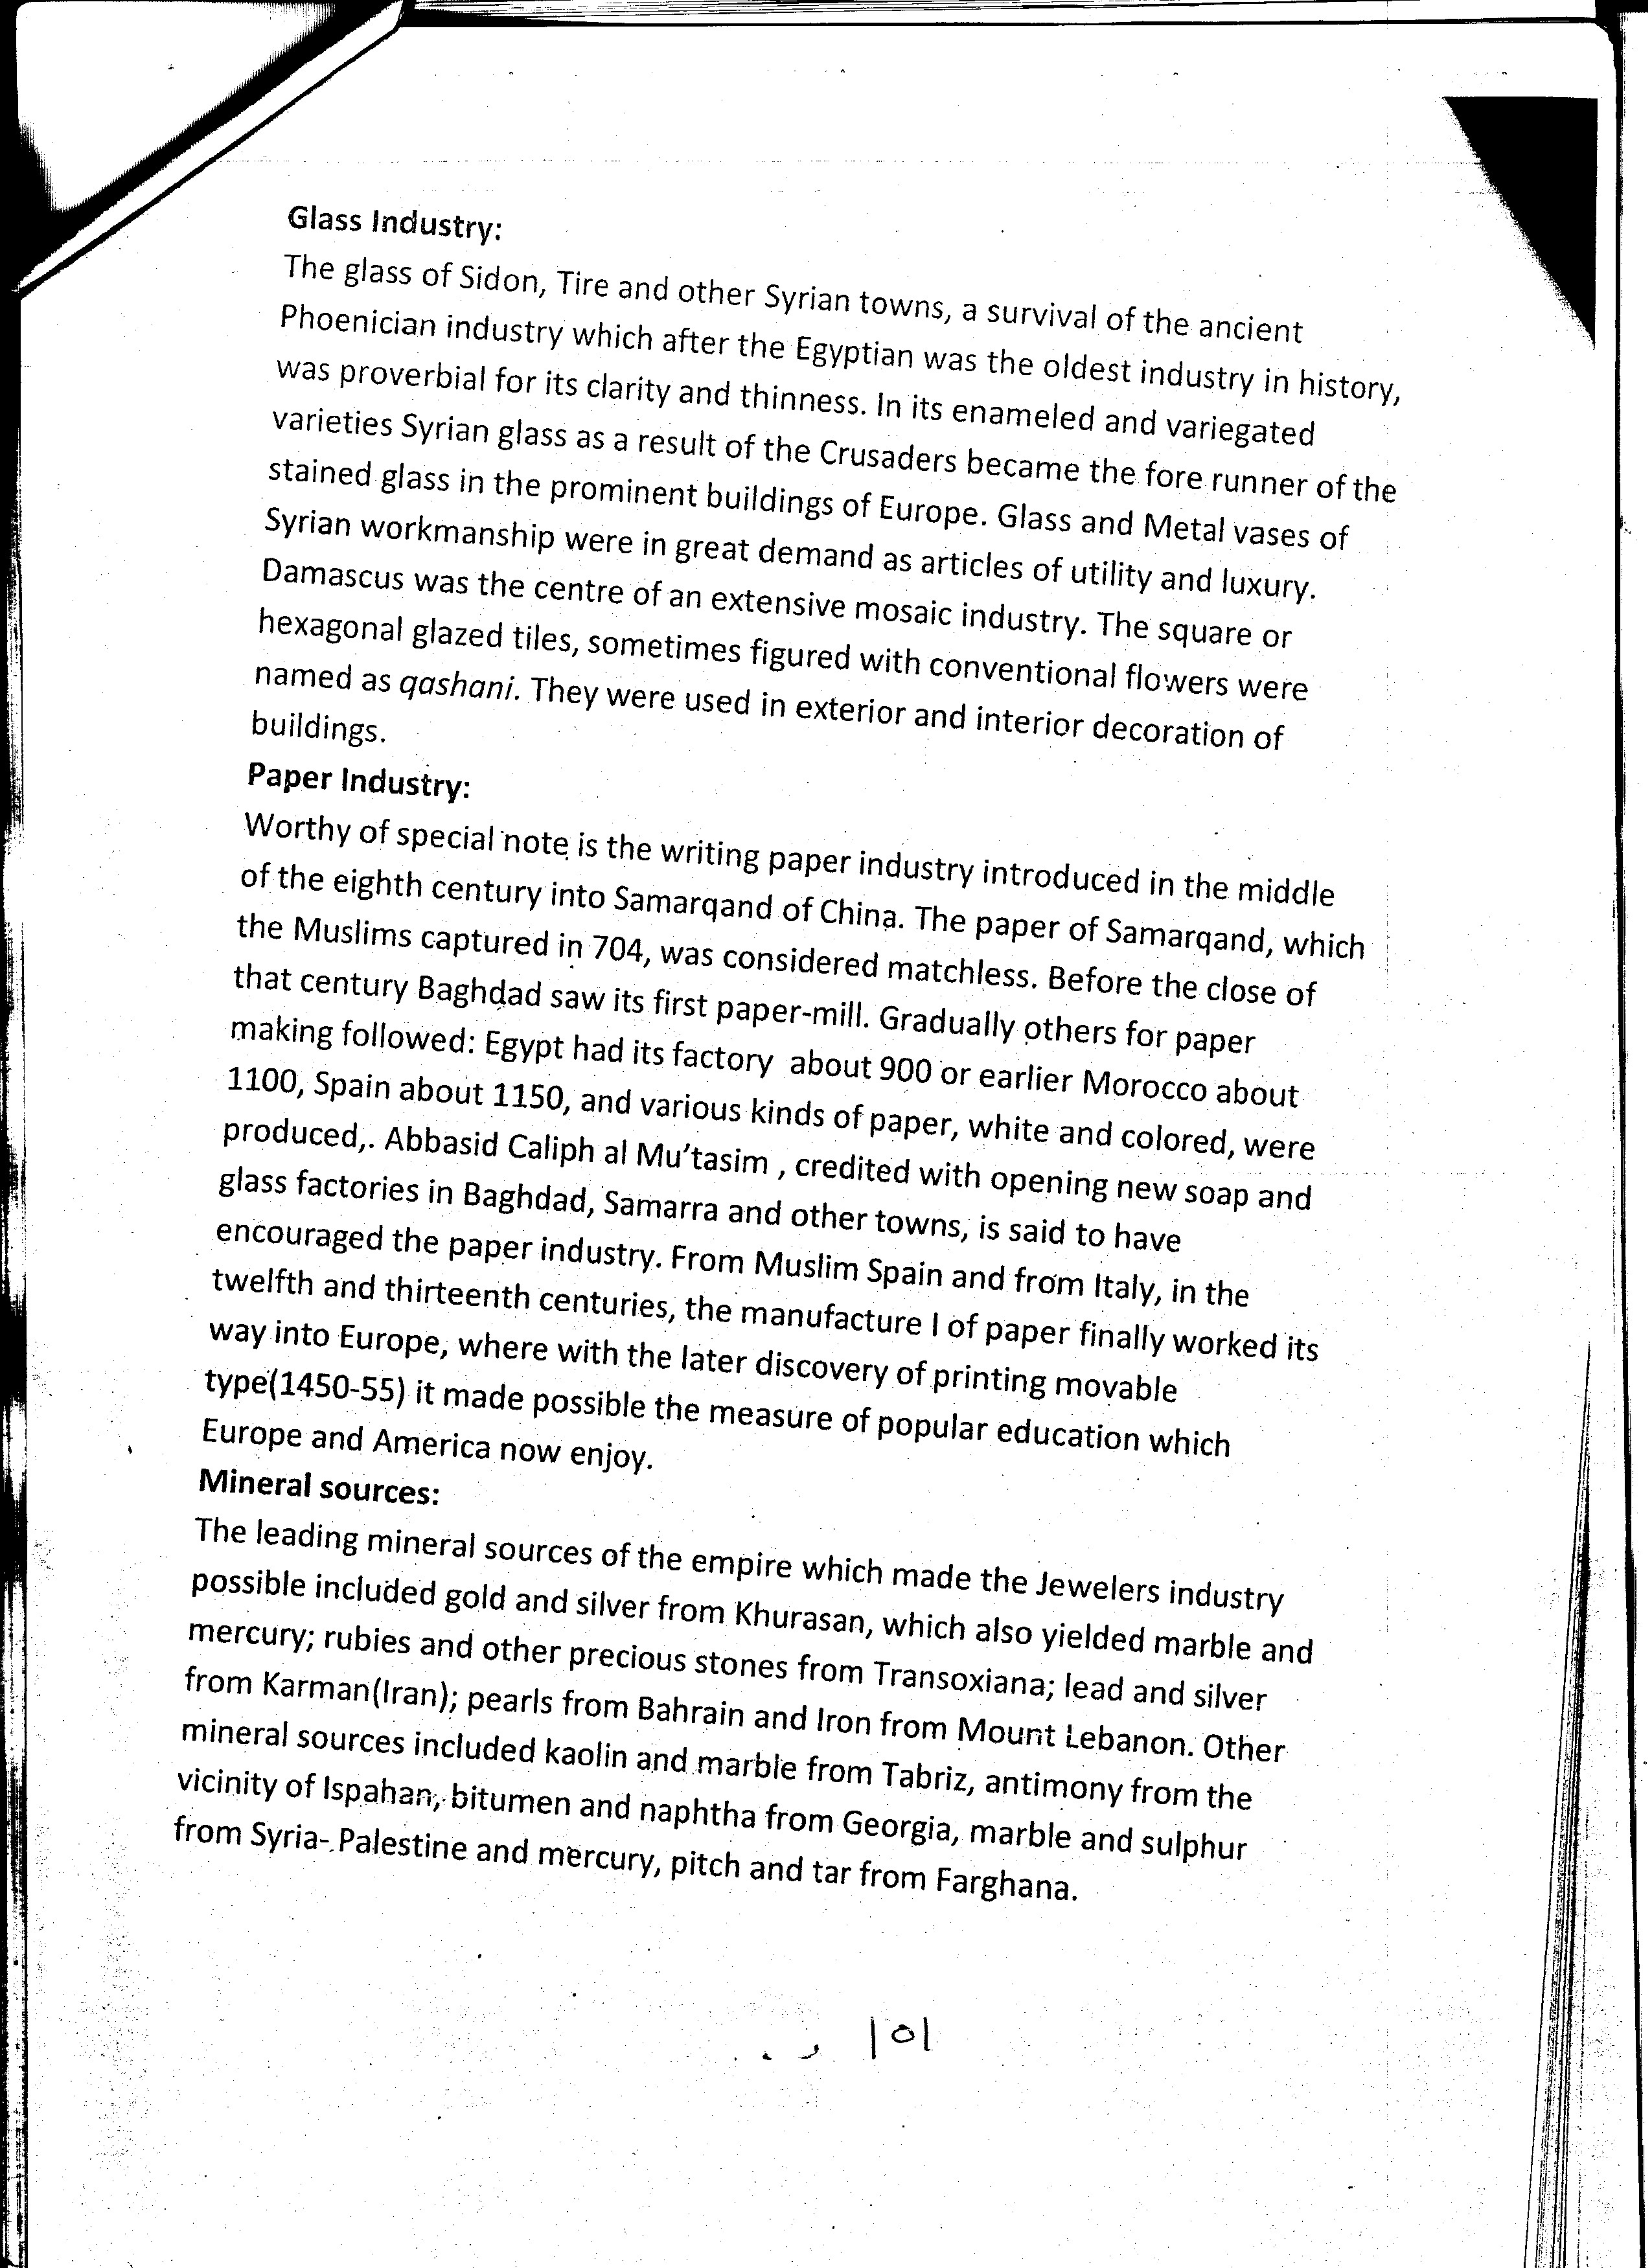 Glass Industry:
The glass of Sidon, Tire and other Syrian towns, a survival of the ancient
Phoenician industry which after the Egyptian was the oldest industry in history,
was proverbial for its clarity and thinness. In its enameled and variegated
varieties Syrian glass as a result of the Crusaders became the fore runner of the
stained glass in the prominent buildings of Europe. Glass and Metal vases of
Syrian workmanship were in great demand as articles of utility and luxury.
Damascus was the centre of an extensive mosaic industry. The square or
hexagonal glazed tiles, sometimes figured with conventional flowers were
named as qashani. They were used in exterior and interior decoration of
buildings.
Paper Industry:
Worthy of special note is the writing paper industry introduced in the middle
of the eighth century into Samarqand of China. The paper of Samarqand, which
the Muslims captured in 704, was considered matchless. Before the close of
that century Baghdad saw its first paper-mill. Gradually others for paper
making followed: Egypt had its factory about 900 or earlier Morocco about
1100, Spain about 1150, and various kinds of paper, white and colored, were
produced,. Abbasid Caliph al Mu'tasim , credited with opening new soap and
glass factories in Baghdad, Samarra and other towns, is said to have
encouraged the paper industry. From Muslim Spain and from Italy, in the
twelfth and thirteenth centuries, the manufacture I of paper finally worked its
way into Europe, where with the later discovery of printing movable
type(1450-55) it made possible the measure of popular education which
Europe and America now enjoy.
Mineral sources:
The leading mineral sources of the empire which made the Jewelers industry
possible included gold and silver from Khurasan, which also yielded marble and
mercury; rubies and other precious stones from Transoxiana; lead and silver
from Karman(Iran); pearls from Bahrain and Iron from Mount Lebanon. Other
mineral sources included kaolin and marble from Tabriz, antimony from the
vicinity of Ispahan, bitumen and naphtha from Georgia, marble and sulphur
from Syria- Palestine and mercury, pitch and tar from Farghana.
101